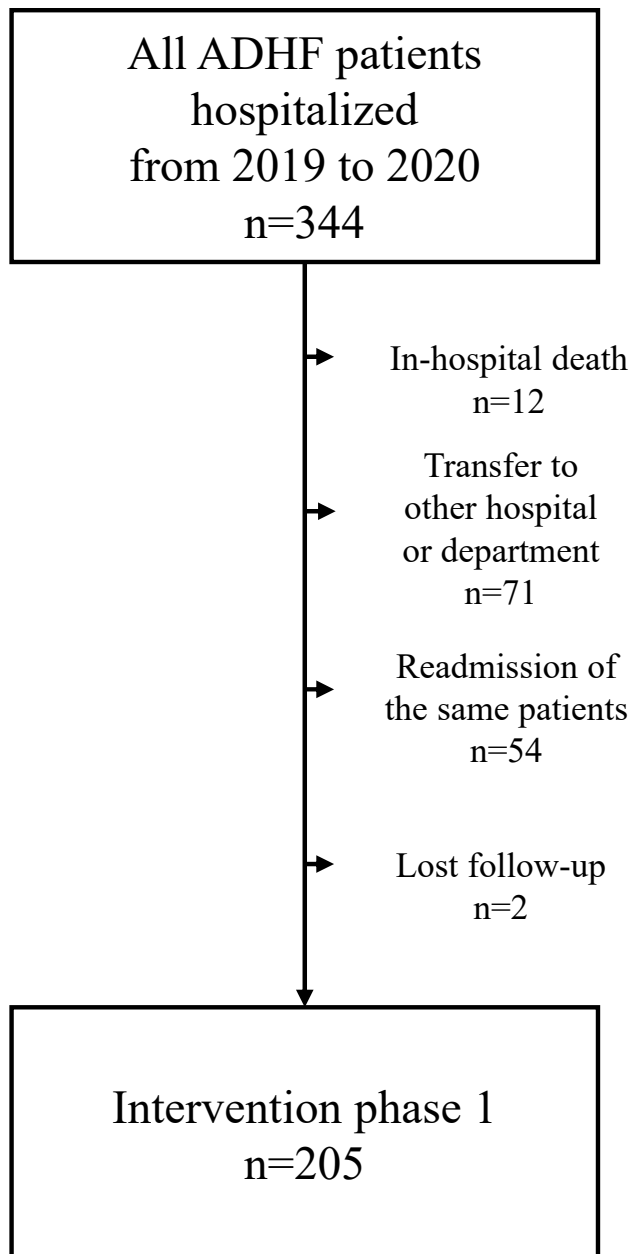 All ADHF patients
hospitalized
from 2019 to 2020
n=344
In-hospital death
n=12
Transfer to
other hospital
or department
n=71
Readmission of
the same patients
n=54
Lost follow-up
n=2
Intervention phase 1
n=205